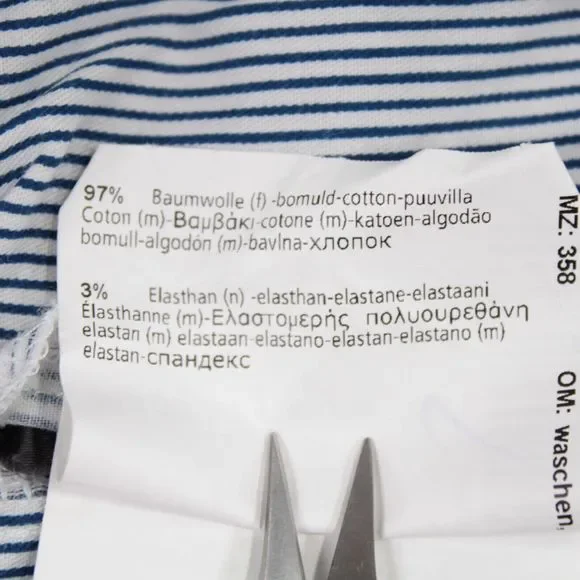 97% Baumwolle (f) -bomuld-cotton-puuvilla
Coton (m)-Βαμβάκι-cotone (m)-katoen-algodão
bomull-algodón (m)-bavlna-хлопок
3% Elasthan (n) -elasthan-elastane-elastaani
Élasthanne (m)-Ελαστομερής πολυουρεθάνη
elastan (m) elastaan-elastano-elastan-elastano (m)
elastan-спандекс
MZ: 358
OM: waschen,